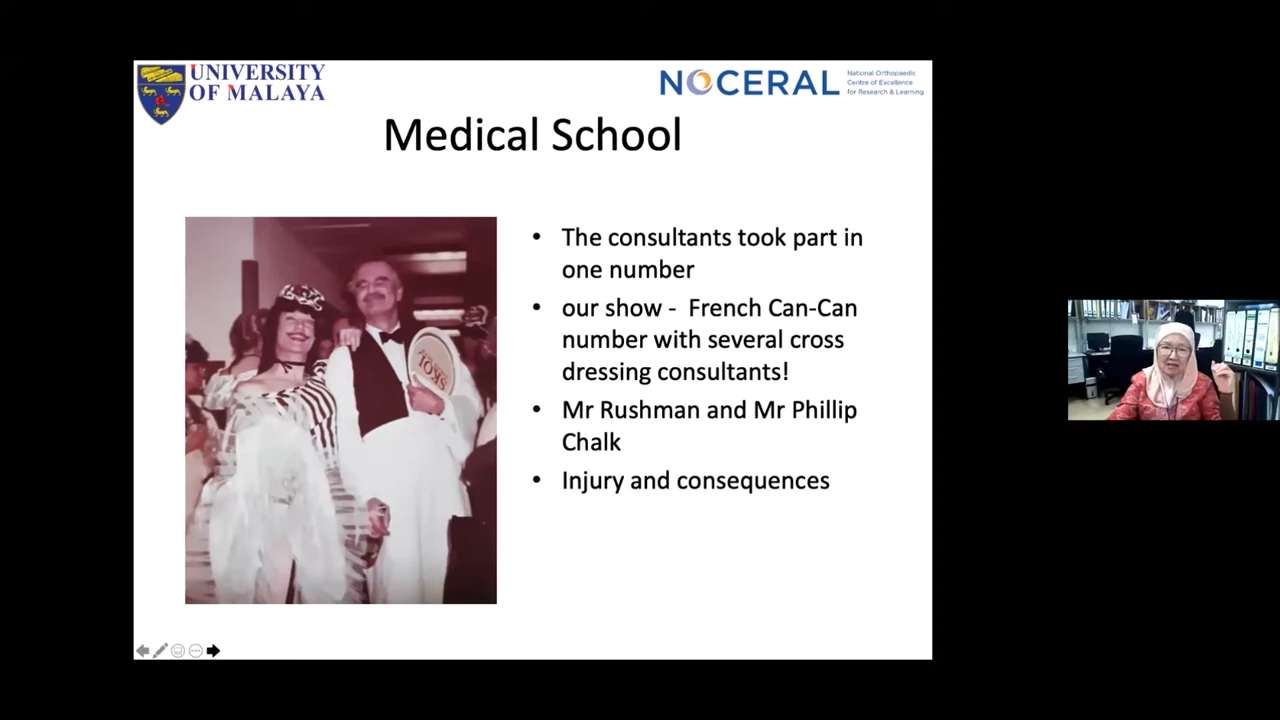 UNIVERSITY
OF MALAYA
NOCERAL
National Orthopaedic
Centre of Excellence
for Research & Learning
Medical School
• The consultants took part in
one number
• our show - French Can-Can
number with several cross
dressing consultants!
• Mr Rushman and Mr Phillip
Chalk
• Injury and consequences